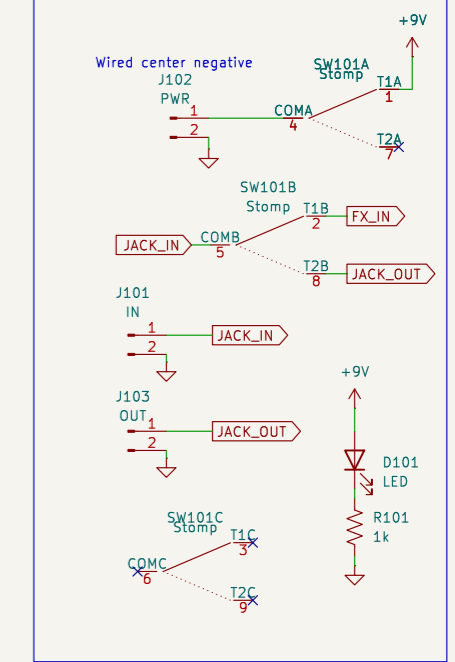 +9V
Wired center negative
SW101A
Stomp
J102
PWR
T1A
1
1
COMA
4
2
T2A
7
SW101B
Stomp
T1B
2
FX_IN
JACK_IN
COMB
5
T2B
8
JACK_OUT
J101
IN
1
JACK_IN
2
+9V
J103
OUT
1
JACK_OUT
2
D101
LED
SW101C
Stomp
R101
1k
T1C
3
COMC
6
T2C
9